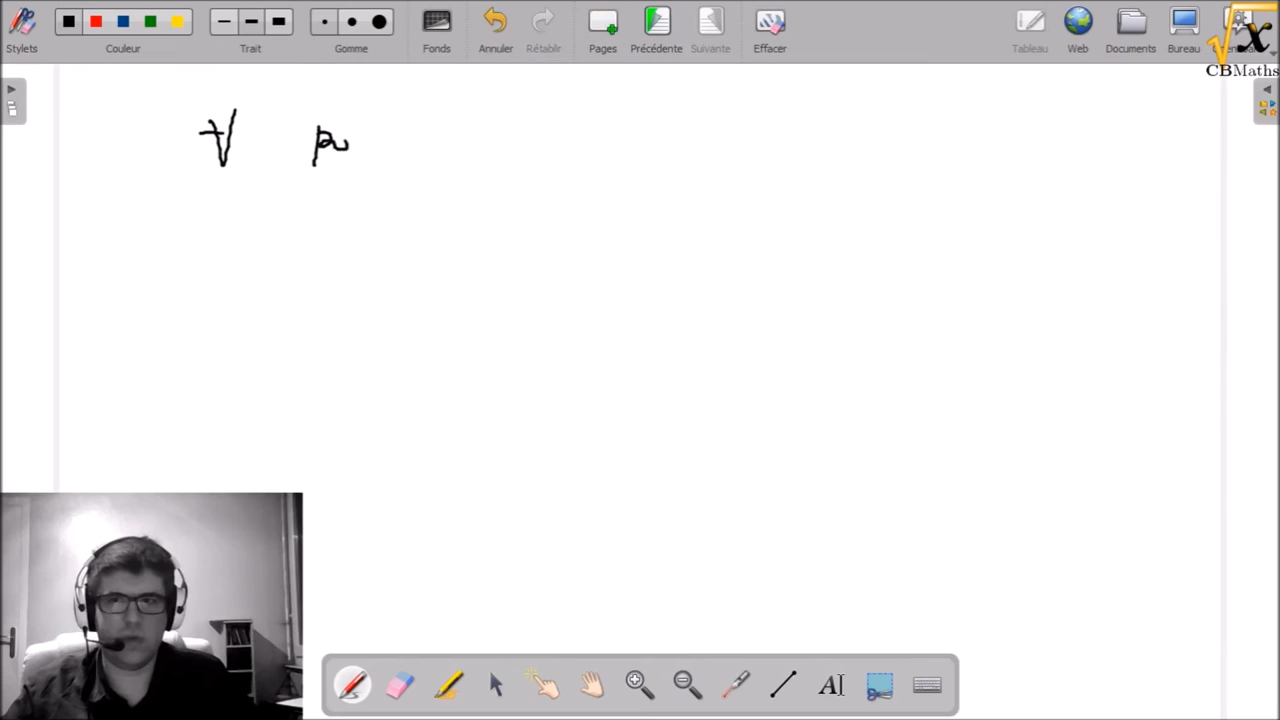 Stylets Couleur Trait Gomme Fonds Annuler Rétablir Pages Précédente Suivante Effacer Tableau Web Documents Bureau
CBMaths
∀